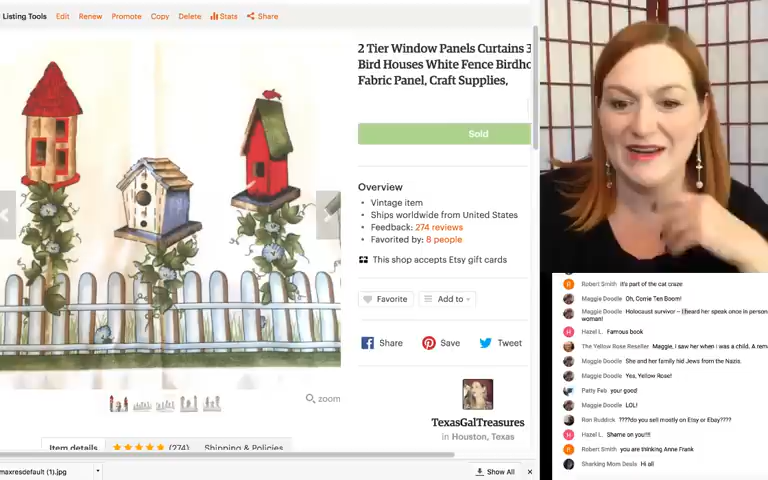 Listing Tools Edit Renew Promote Copy Delete Stats Share
2 Tier Window Panels Curtains 3
Bird Houses White Fence Birdho
Fabric Panel, Craft Supplies,
Sold
Overview
• Vintage item
• Ships worldwide from United States
• Feedback: 274 reviews
• Favorited by: 8 people
This shop accepts Etsy gift cards
Favorite Add to
Share Save Tweet
zoom
TexasGalTreasures
in Houston, Texas
Item details (274) Shipping & Policies
maxresdefault (1).jpg
Show All
R Robert Smith It's part of the cat craze
Maggie Doodle Oh, Corrie Ten Boom!
Maggie Doodle Holocaust survivor – I heard her speak once in person
woman!
H Hazel L. Famous book
The Yellow Rose Reseller Maggie, I saw her when i was a child. A rema
Maggie Doodle She and her family hid Jews from the Nazis.
Maggie Doodle Yes, Yellow Rose!
Patty Feb your good
Maggie Doodle LOL!
Ron Ruddick ????do you sell mostly on Etsy or Ebay????
H Hazel L. Shame on you!!!!
R Robert Smith you are thinking Anne Frank
Sharking Mom Deals Hi all